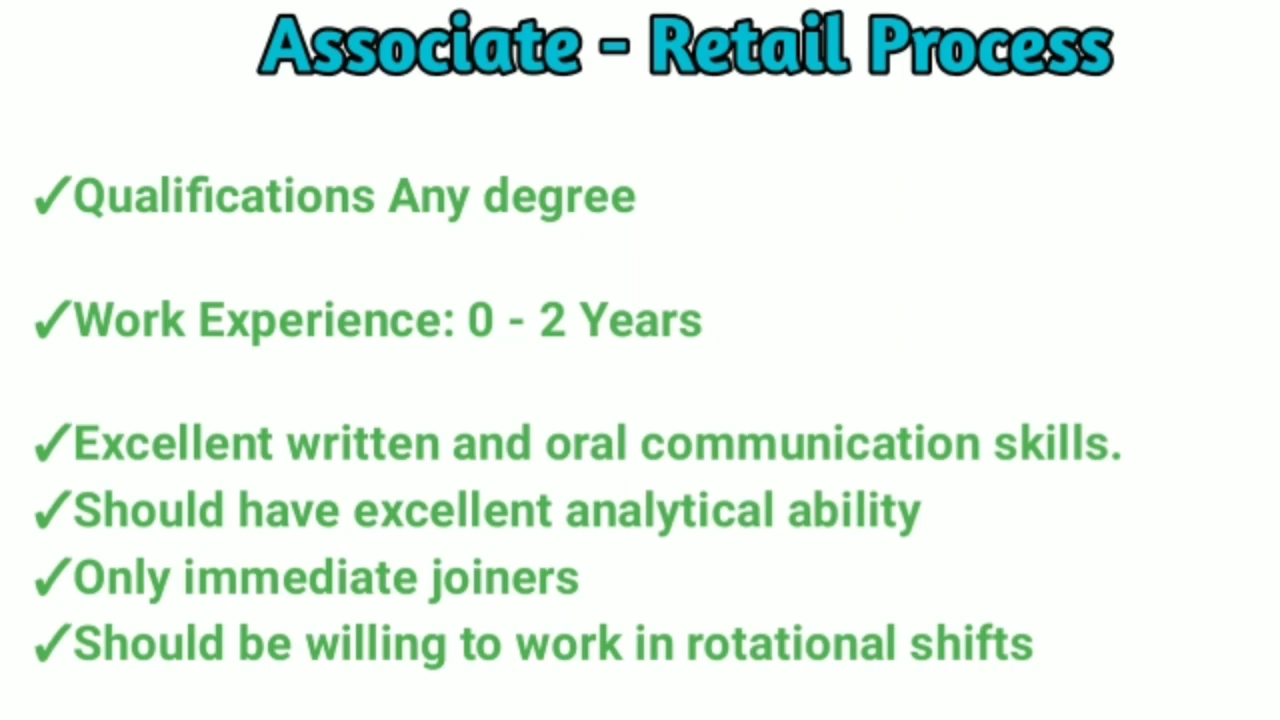 Associate - Retail Process
✓Qualifications Any degree
✓Work Experience: 0 - 2 Years
✓Excellent written and oral communication skills.
✓Should have excellent analytical ability
✓Only immediate joiners
✓Should be willing to work in rotational shifts